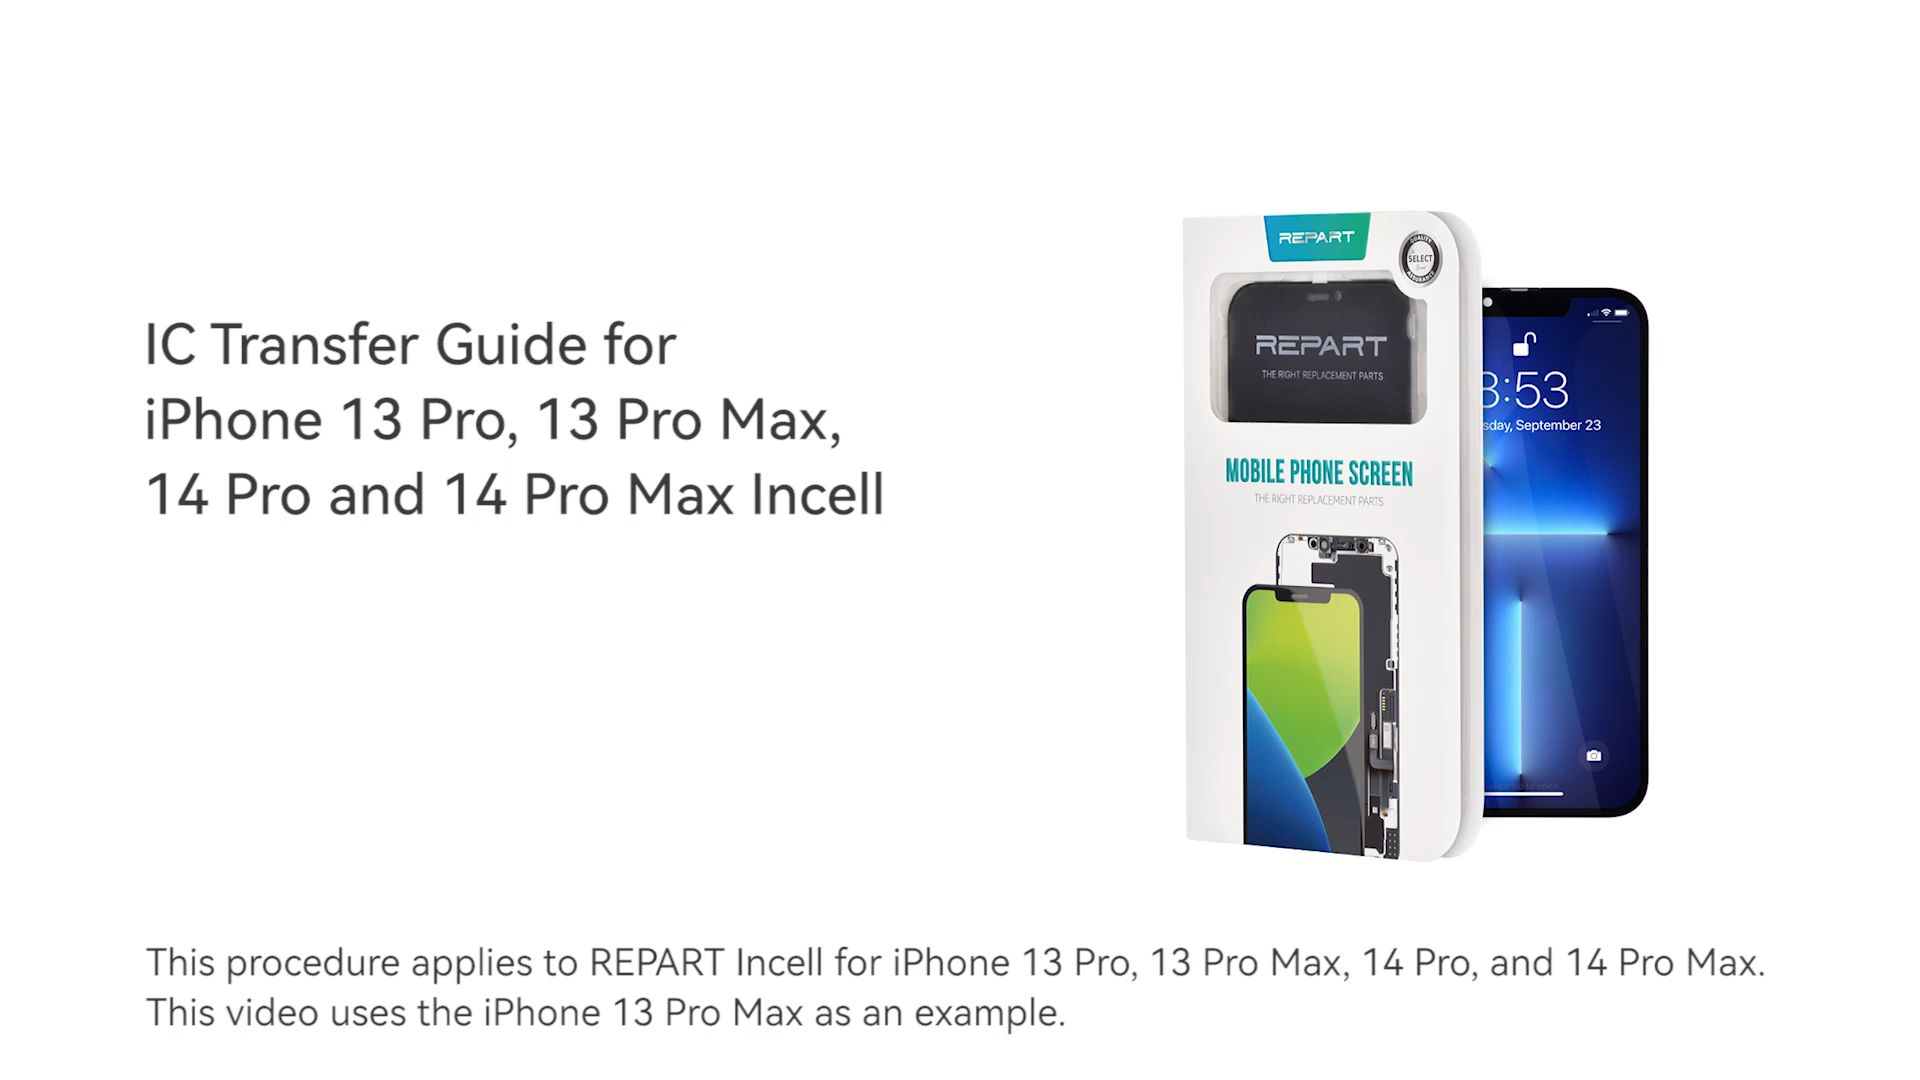 IC Transfer Guide for
iPhone 13 Pro, 13 Pro Max,
14 Pro and 14 Pro Max Incell
REPART
QUALITY
SELECT
ASSURANCE
REPART
THE RIGHT REPLACEMENT PARTS
MOBILE PHONE SCREEN
THE RIGHT REPLACEMENT PARTS
:53
sday, September 23
This procedure applies to REPART Incell for iPhone 13 Pro, 13 Pro Max, 14 Pro, and 14 Pro Max.
This video uses the iPhone 13 Pro Max as an example.